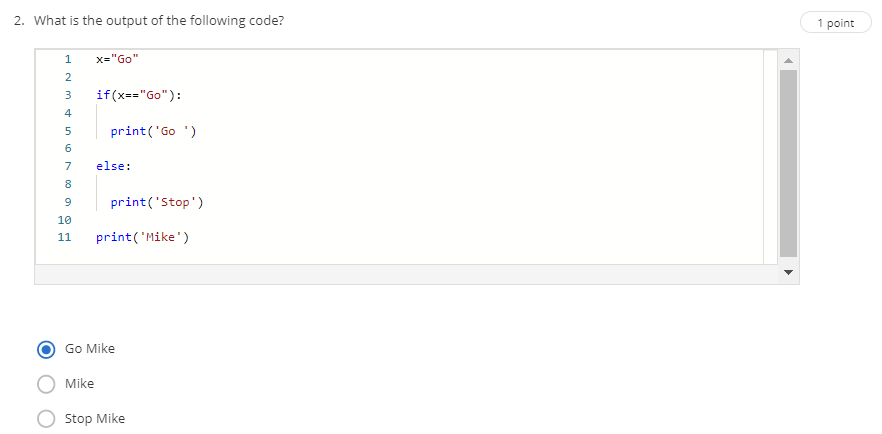 2. What is the output of the following code?
1 point
1 x="Go"
2
3 if(x=="Go"):
4
5 print('Go ')
6
7 else:
8
9 print('Stop')
10
11 print('Mike')
Go Mike
Mike
Stop Mike